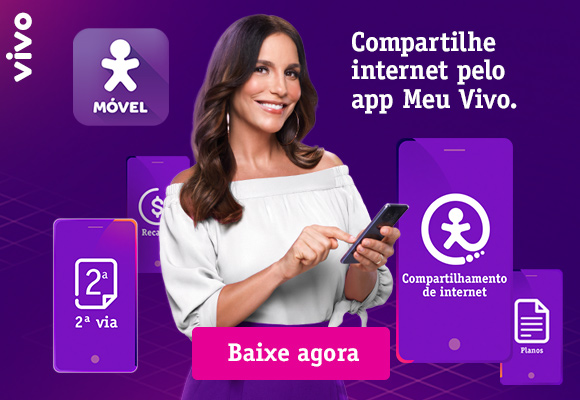 vivo
MÓVEL
Compartilhe
internet pelo
app Meu Vivo.
$
2ª
2ª via
Compartilhamento
de internet
Planos
Baixe agora